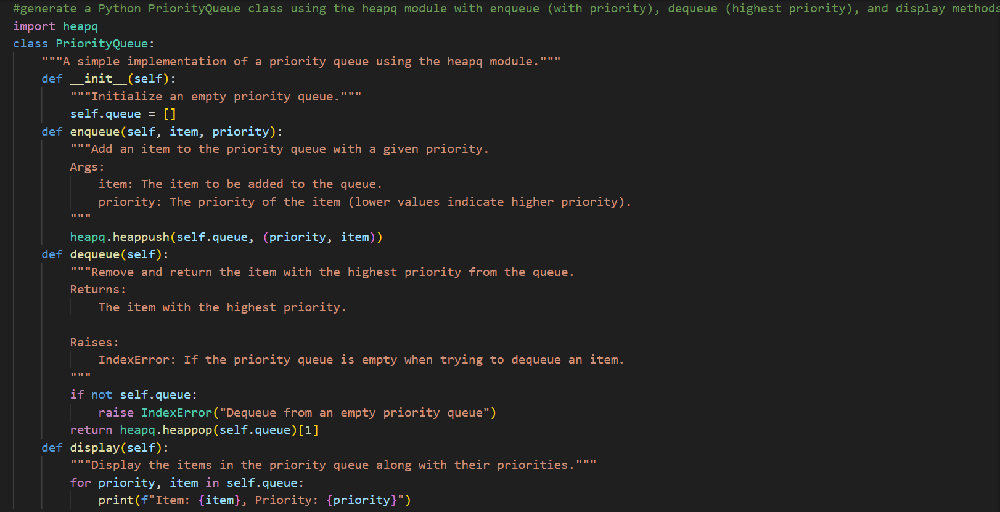 #generate a Python PriorityQueue class using the heapq module with enqueue (with priority), dequeue (highest priority), and display methods
import heapq
class PriorityQueue:
    """A simple implementation of a priority queue using the heapq module."""
    def __init__(self):
        """Initialize an empty priority queue."""
        self.queue = []
    def enqueue(self, item, priority):
        """Add an item to the priority queue with a given priority.
        Args:
            item: The item to be added to the queue.
            priority: The priority of the item (lower values indicate higher priority).
        """
        heapq.heappush(self.queue, (priority, item))
    def dequeue(self):
        """Remove and return the item with the highest priority from the queue.
        Returns:
            The item with the highest priority.

        Raises:
            IndexError: If the priority queue is empty when trying to dequeue an item.
        """
        if not self.queue:
            raise IndexError("Dequeue from an empty priority queue")
        return heapq.heappop(self.queue)[1]
    def display(self):
        """Display the items in the priority queue along with their priorities."""
        for priority, item in self.queue:
            print(f"Item: {item}, Priority: {priority}")